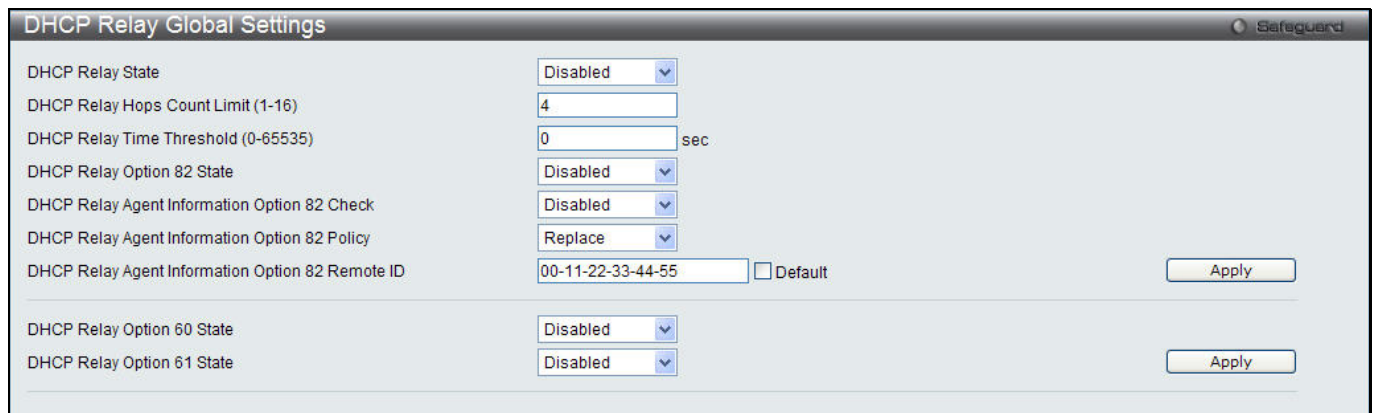 DHCP Relay Global Settings
Safeguard
DHCP Relay State Disabled
DHCP Relay Hops Count Limit (1-16) 4
DHCP Relay Time Threshold (0-65535) 0 sec
DHCP Relay Option 82 State Disabled
DHCP Relay Agent Information Option 82 Check Disabled
DHCP Relay Agent Information Option 82 Policy Replace
DHCP Relay Agent Information Option 82 Remote ID 00-11-22-33-44-55 Default Apply
DHCP Relay Option 60 State Disabled
DHCP Relay Option 61 State Disabled Apply